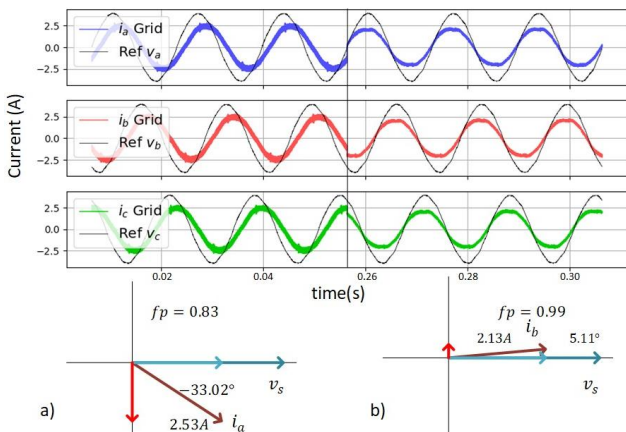 Current (A)
2.5
0.0
−2.5
i_a Grid
Ref v_a
2.5
0.0
−2.5
i_b Grid
Ref v_b
2.5
0.0
−2.5
i_c Grid
Ref v_c
0.02 0.04 0.26 0.28 0.30
time(s)
fp = 0.83
−33.02°
v_s
2.53A
i_a
a)
fp = 0.99
i_b
2.13A
5.11°
v_s
b)